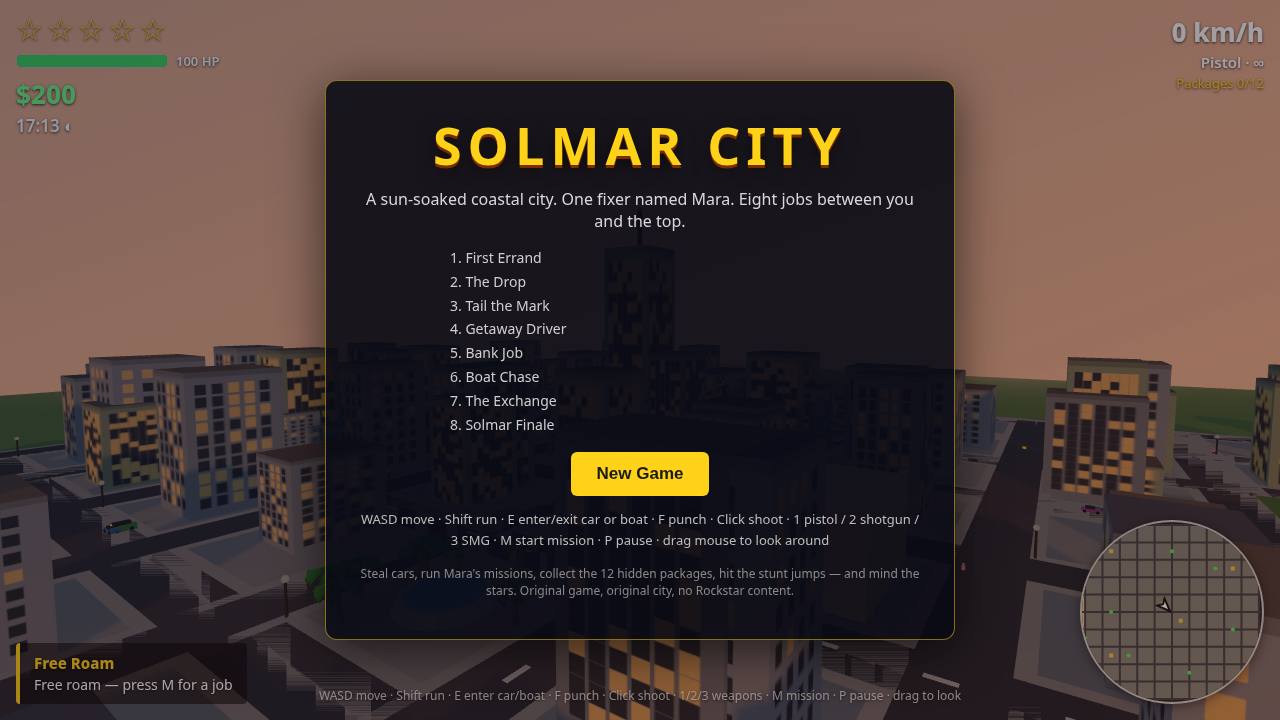 ☆☆☆☆☆
100 HP
$200
17:13
0 km/h
Pistol · ∞
Packages 0/12
SOLMAR CITY
A sun-soaked coastal city. One fixer named Mara. Eight jobs between you
and the top.
1. First Errand
2. The Drop
3. Tail the Mark
4. Getaway Driver
5. Bank Job
6. Boat Chase
7. The Exchange
8. Solmar Finale
New Game
WASD move · Shift run · E enter/exit car or boat · F punch · Click shoot · 1 pistol / 2 shotgun /
3 SMG · M start mission · P pause · drag mouse to look around
Steal cars, run Mara's missions, collect the 12 hidden packages, hit the stunt jumps — and mind the
stars. Original game, original city, no Rockstar content.
Free Roam
Free roam — press M for a job
WASD move · Shift run · E enter car/boat · F punch · Click shoot · 1/2/3 weapons · M mission · P pause · drag to look